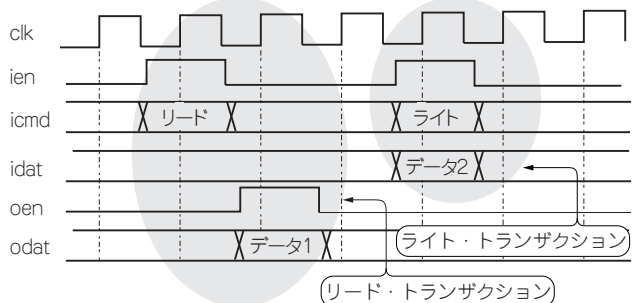 clk
ien
icmd リード ライト
idat データ2
oen
odat データ1
ライト・トランザクション
リード・トランザクション